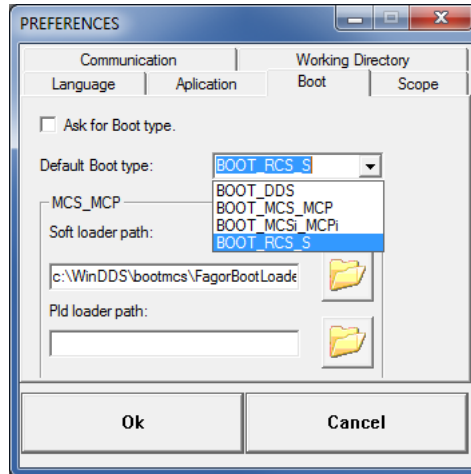 PREFERENCES
Communication
Working Directory
Language
Aplication
Boot
Scope
Ask for Boot type.
Default Boot type:
BOOT_RCS_S
BOOT_DDS
BOOT_MCS_MCP
BOOT_MCSi_MCPi
BOOT_RCS_S
MCS_MCP
Soft loader path:
c:\WinDDS\bootmcs\FagorBootLoade
Pld loader path:
Ok
Cancel